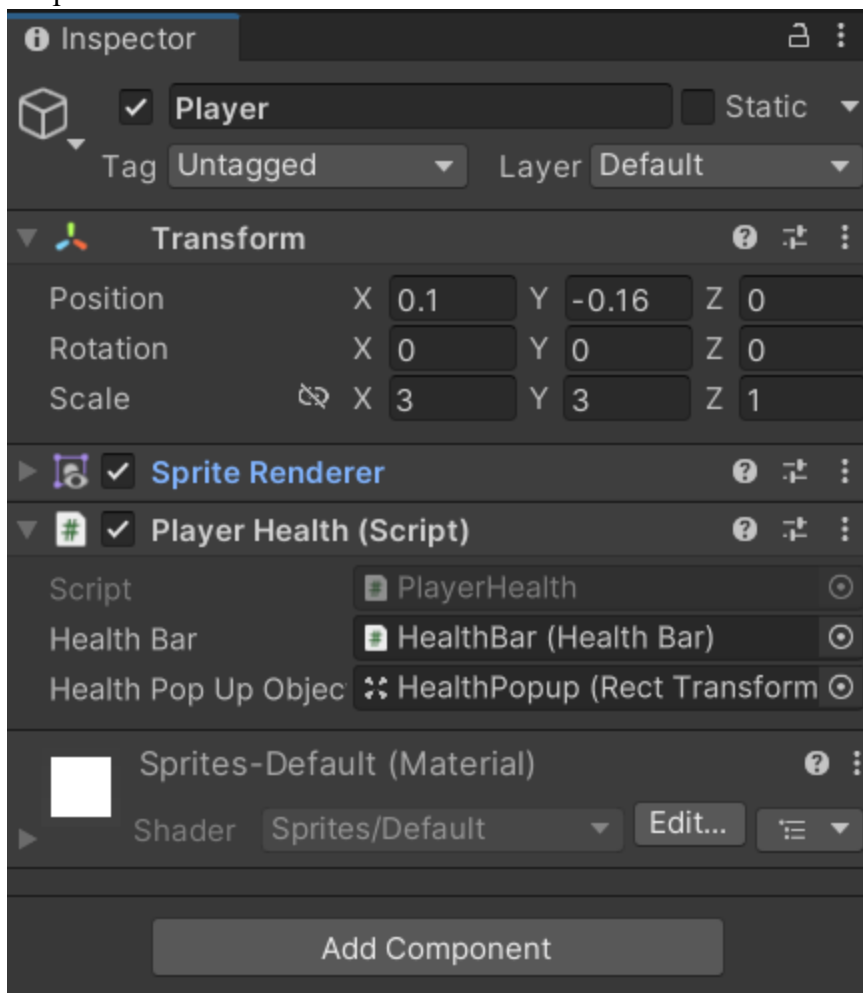 Inspector
Player Static
Tag Untagged Layer Default
Transform
Position X 0.1 Y -0.16 Z 0
Rotation X 0 Y 0 Z 0
Scale X 3 Y 3 Z 1
Sprite Renderer
# Player Health (Script)
Script # PlayerHealth
Health Bar # HealthBar (Health Bar)
Health Pop Up Objec HealthPopup (Rect Transform
Sprites-Default (Material)
Shader Sprites/Default Edit...
Add Component